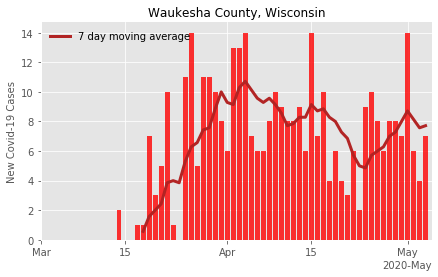 Waukesha County, Wisconsin
7 day moving average
New Covid-19 Cases
14
12
10
8
6
4
2
0
Mar 15 Apr 15 May
2020-May